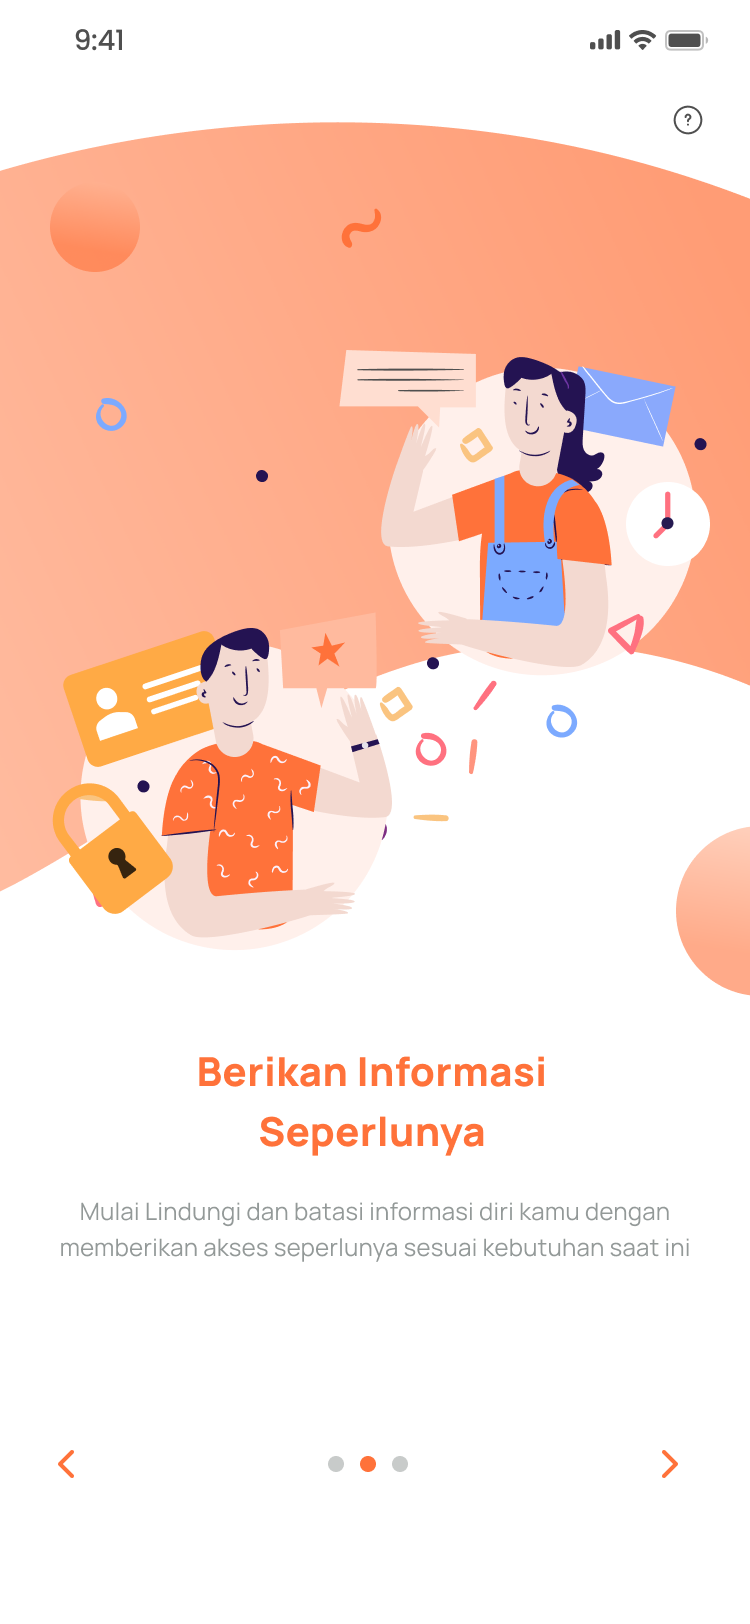 9:41
?
Berikan Informasi
Seperlunya
Mulai Lindungi dan batasi informasi diri kamu dengan
memberikan akses seperlunya sesuai kebutuhan saat ini